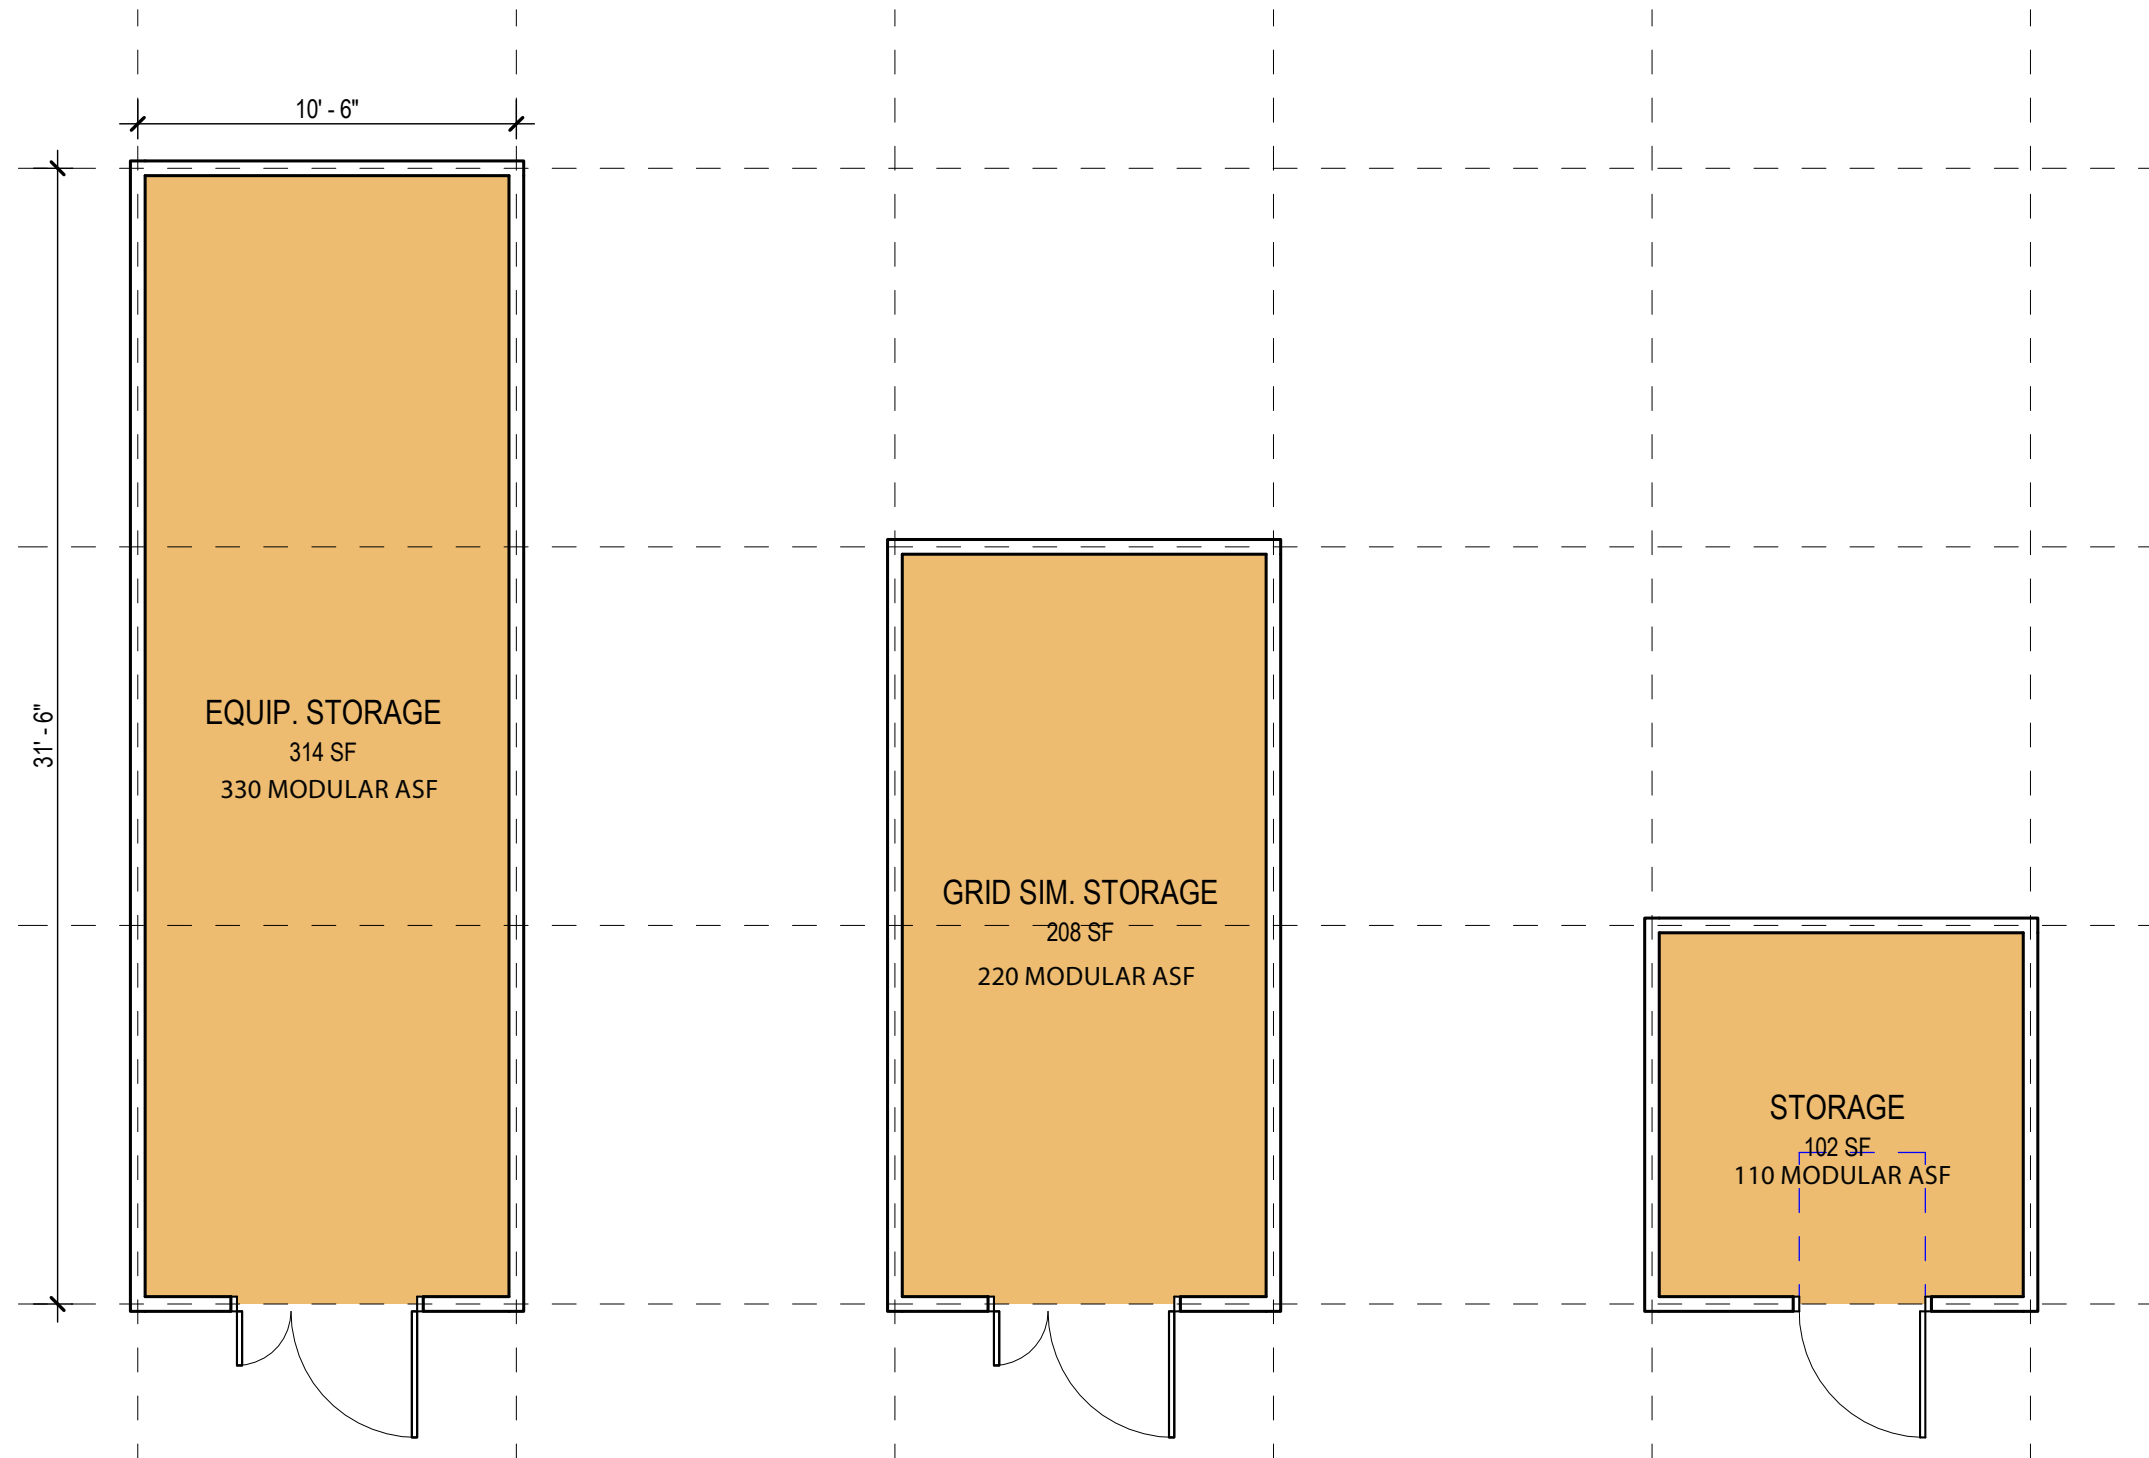 10' - 6"
31' - 6"
EQUIP. STORAGE
314 SF
330 MODULAR ASF
GRID SIM. STORAGE
208 SF
220 MODULAR ASF
STORAGE
102 SF
110 MODULAR ASF